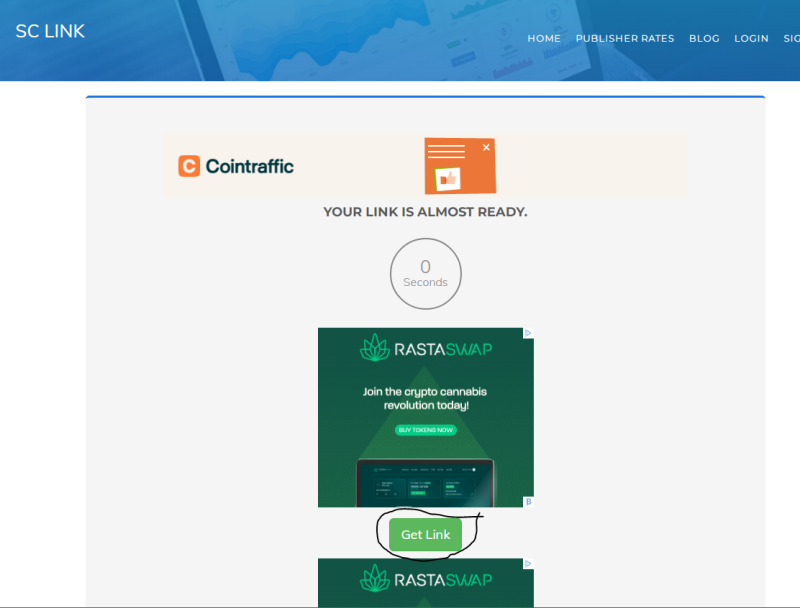 SC LINK
HOME PUBLISHER RATES BLOG LOGIN SIG
Cointraffic
YOUR LINK IS ALMOST READY.
0
Seconds
RASTASWAP
Join the crypto cannabis
revolution today!
BUY TOKENS NOW
Get Link
RASTASWAP